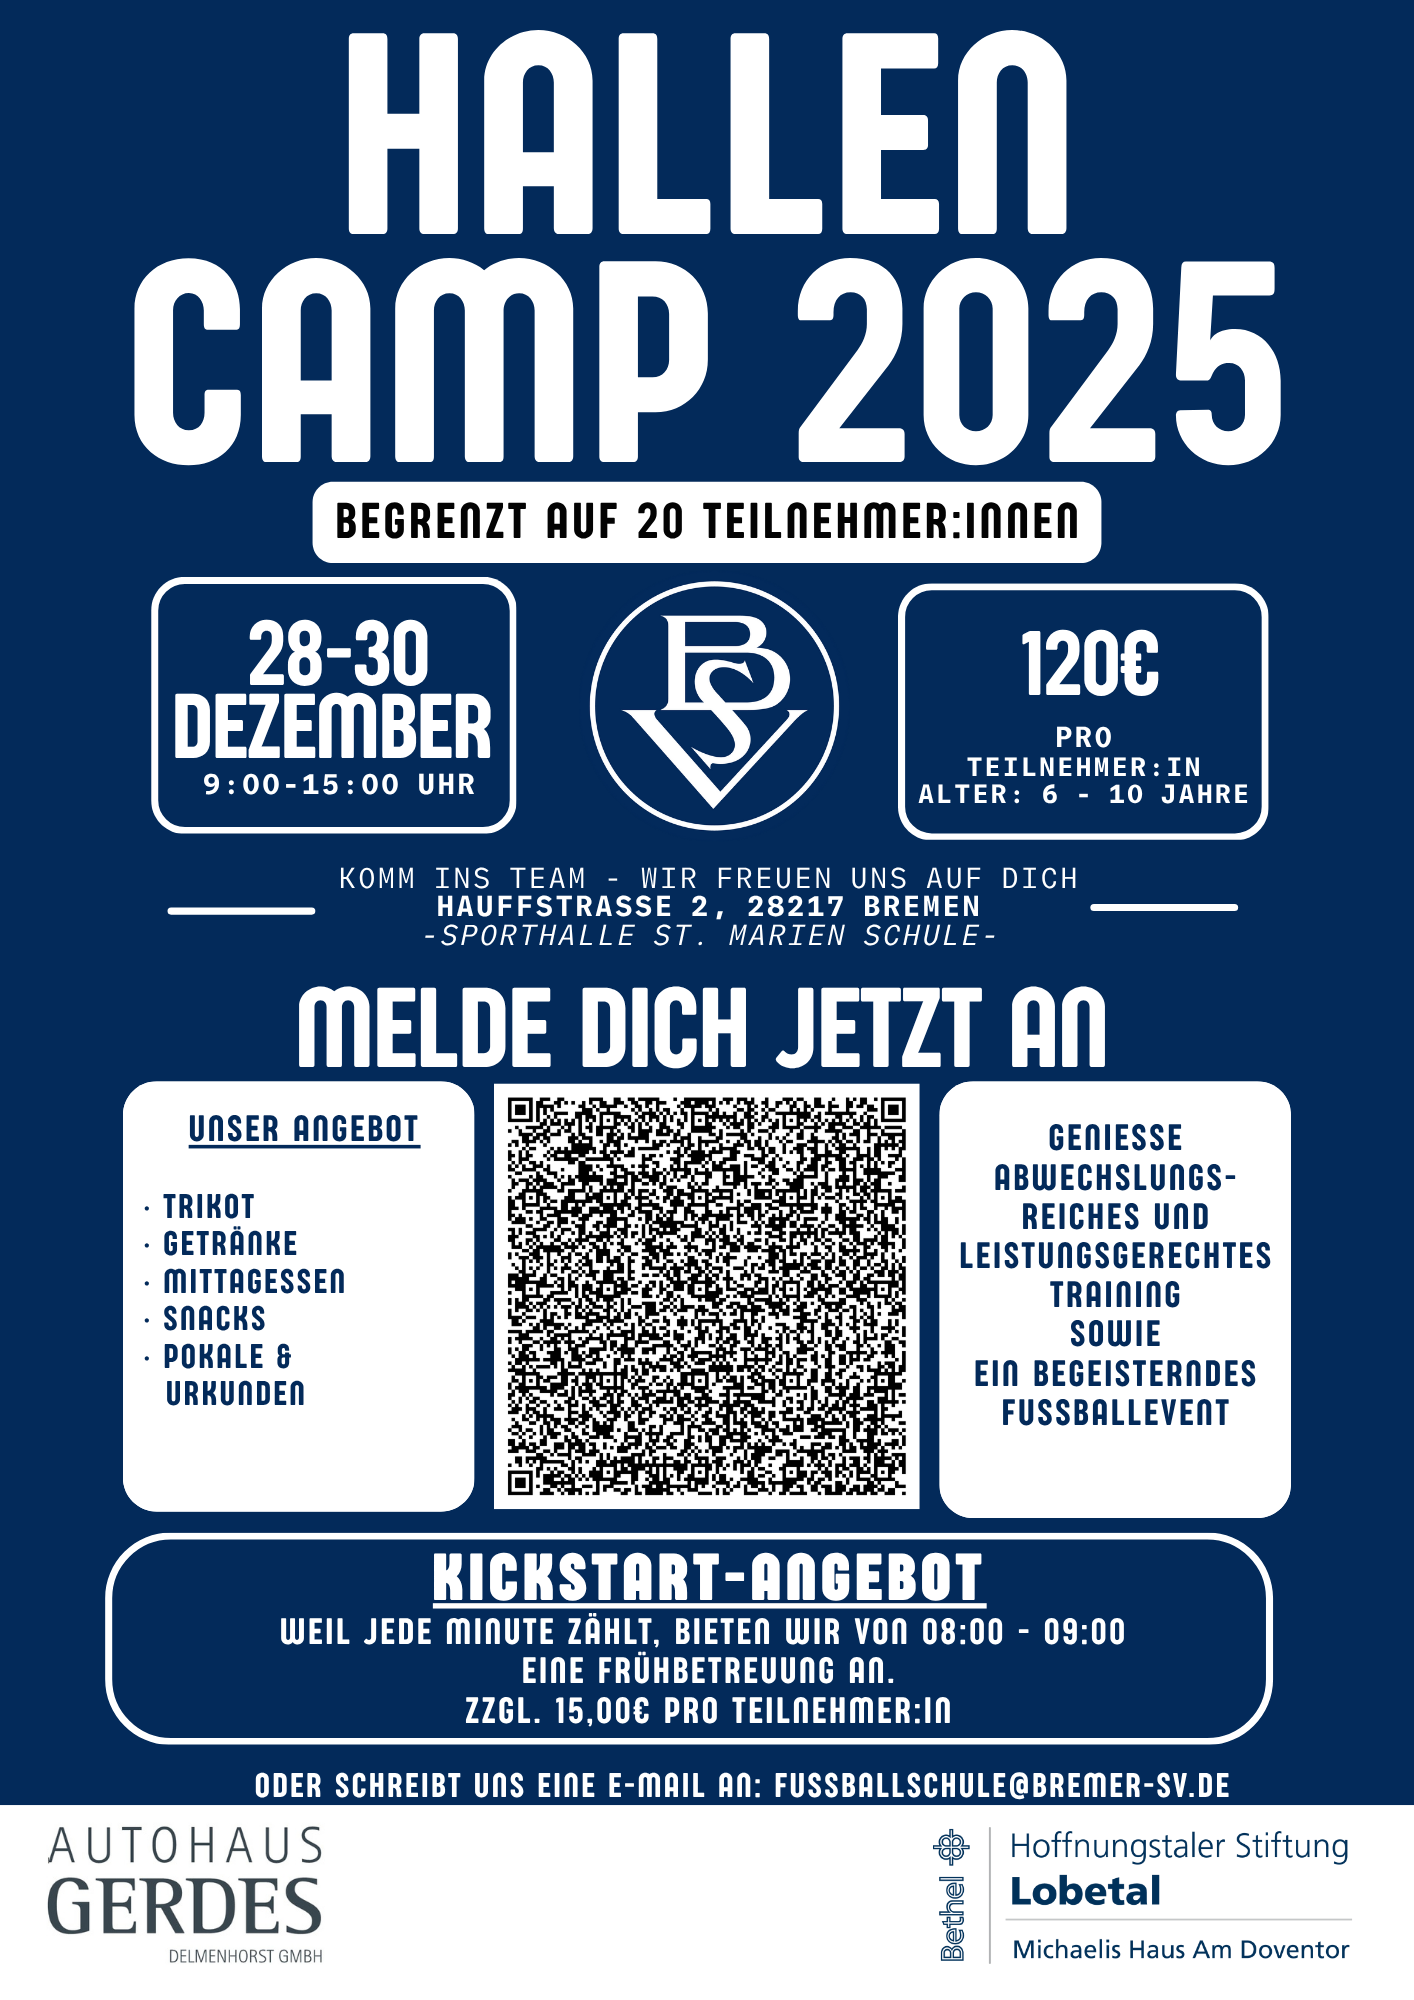 HALLEN
CAMP 2025
BEGRENZT AUF 20 TEILNEHMER:INNEN
28-30
DEZEMBER
9:00-15:00 UHR
BSV
120€
PRO
TEILNEHMER:IN
ALTER: 6 - 10 JAHRE
KOMM INS TEAM - WIR FREUEN UNS AUF DICH
HAUFFSTRASSE 2, 28217 BREMEN
-SPORTHALLE ST. MARIEN SCHULE-
MELDE DICH JETZT AN
UNSER ANGEBOT
· TRIKOT
· GETRÄNKE
· MITTAGESSEN
· SNACKS
· POKALE &
URKUNDEN
GENIESSE
ABWECHSLUNGS-
REICHES UND
LEISTUNGSGERECHTES
TRAINING
SOWIE
EIN BEGEISTERNDES
FUSSBALLEVENT
KICKSTART-ANGEBOT
WEIL JEDE MINUTE ZÄHLT, BIETEN WIR VON 08:00 - 09:00
EINE FRÜHBETREUUNG AN.
ZZGL. 15,00€ PRO TEILNEHMER:IN
ODER SCHREIBT UNS EINE E-MAIL AN: FUSSBALLSCHULE@BREMER-SV.DE
AUTOHAUS
GERDES
DELMENHORST GMBH
Bethel
Hoffnungstaler Stiftung
Lobetal
Michaelis Haus Am Doventor